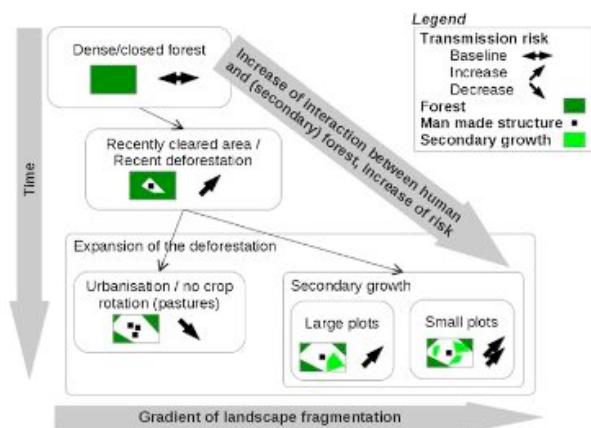 Legend
Transmission risk
Baseline
Increase
Decrease
Forest
Man made structure
Secondary growth
Dense/closed forest
Increase of interaction between human
and (secondary) forest, Increase of risk
Time
Recently cleared area /
Recent deforestation
Expansion of the deforestation
Urbanisation / no crop
rotation (pastures)
Secondary growth
Large plots
Small plots
Gradient of landscape fragmentation